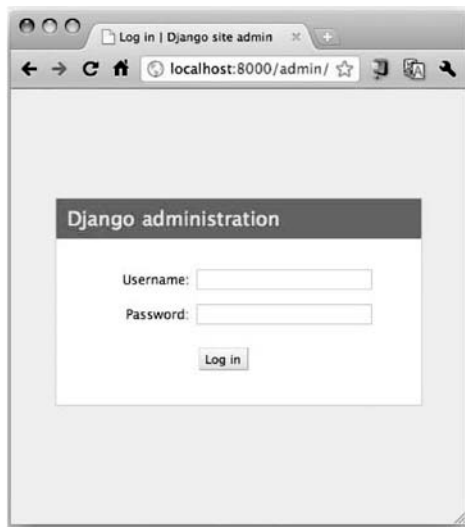 Log in | Django site admin
localhost:8000/admin/
Django administration
Username:
Password:
Log in